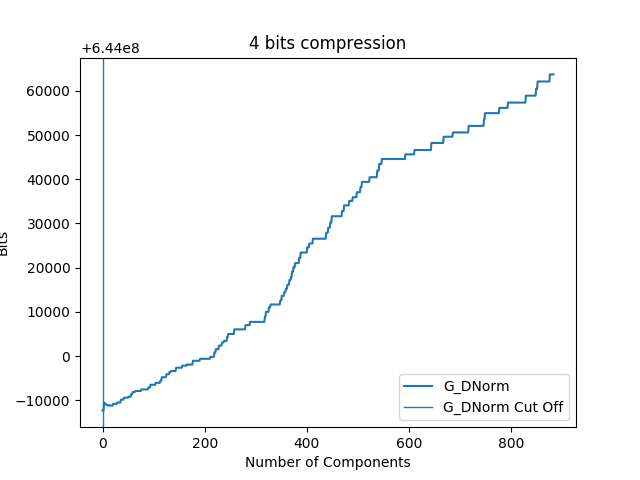 4 bits compression
+6.44e8
60000
50000
40000
30000
20000
10000
0
−10000
Bits
0 200 400 600 800
Number of Components
G_DNorm
G_DNorm Cut Off